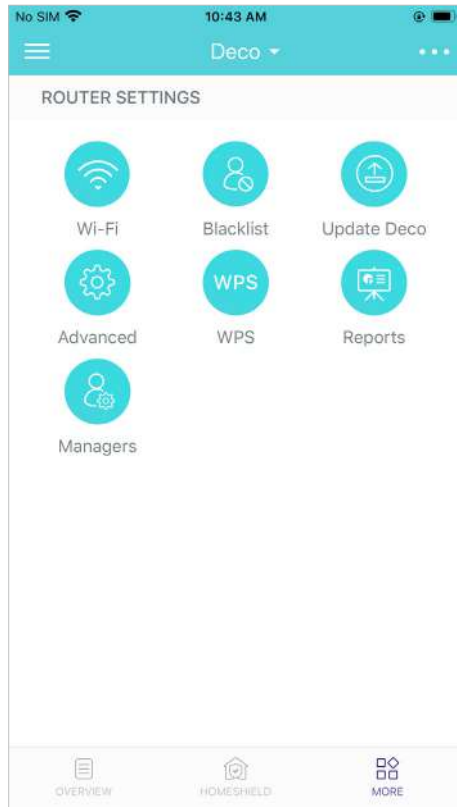 No SIM 10:43 AM
Deco
ROUTER SETTINGS
Wi-Fi Blacklist Update Deco
WPS
Advanced WPS Reports
Managers
OVERVIEW HOMESHIELD MORE